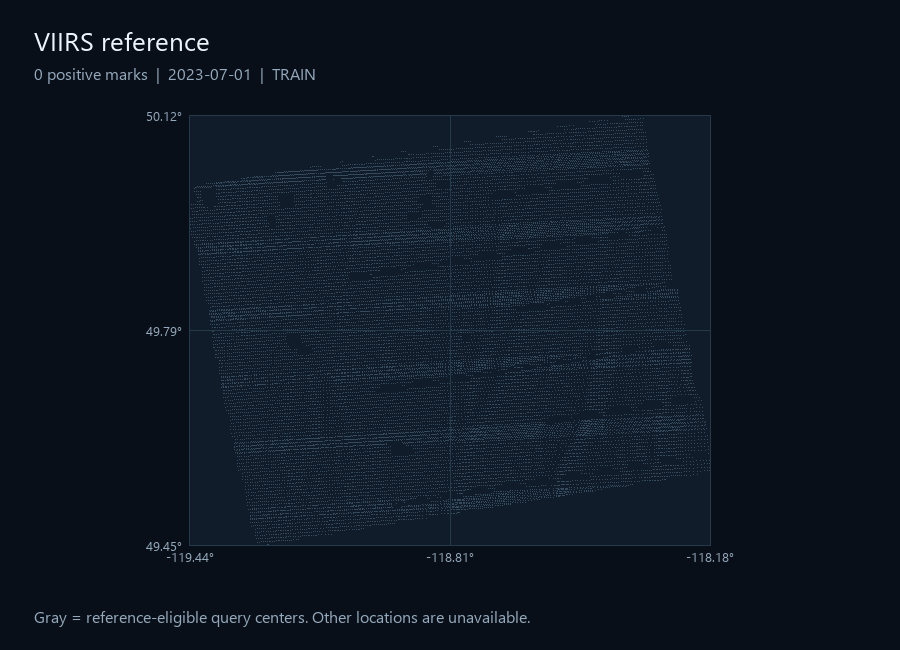 VIIRS reference
0 positive marks | 2023-07-01 | TRAIN
50.12°
49.79°
49.45°
-119.44°
-118.81°
-118.18°
Gray = reference-eligible query centers. Other locations are unavailable.